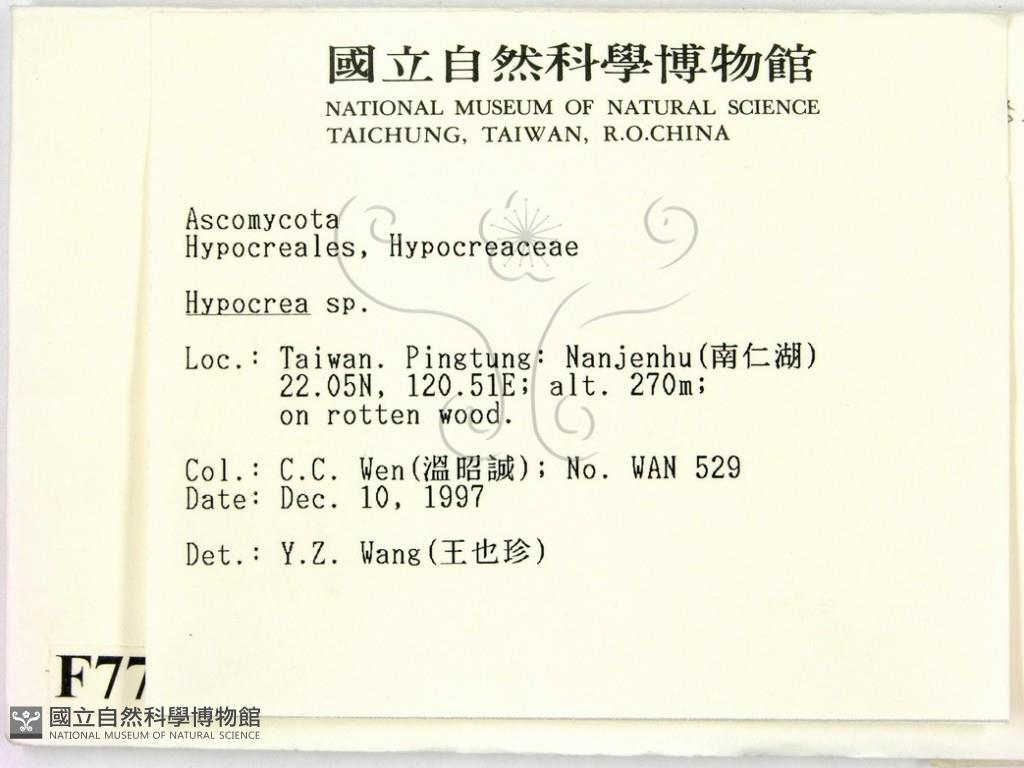 國立自然科學博物館
NATIONAL MUSEUM OF NATURAL SCIENCE
TAICHUNG, TAIWAN, R.O.CHINA
Ascomycota
Hypocreales, Hypocreaceae
Hypocrea sp.
Loc.: Taiwan. Pingtung: Nanjenhu(南仁湖)
22.05N, 120.51E; alt. 270m;
on rotten wood.
Col.: C.C. Wen(溫昭誠); No. WAN 529
Date: Dec. 10, 1997
Det.: Y.Z. Wang(王也珍)
F77
國立自然科學博物館
NATIONAL MUSEUM OF NATURAL SCIENCE